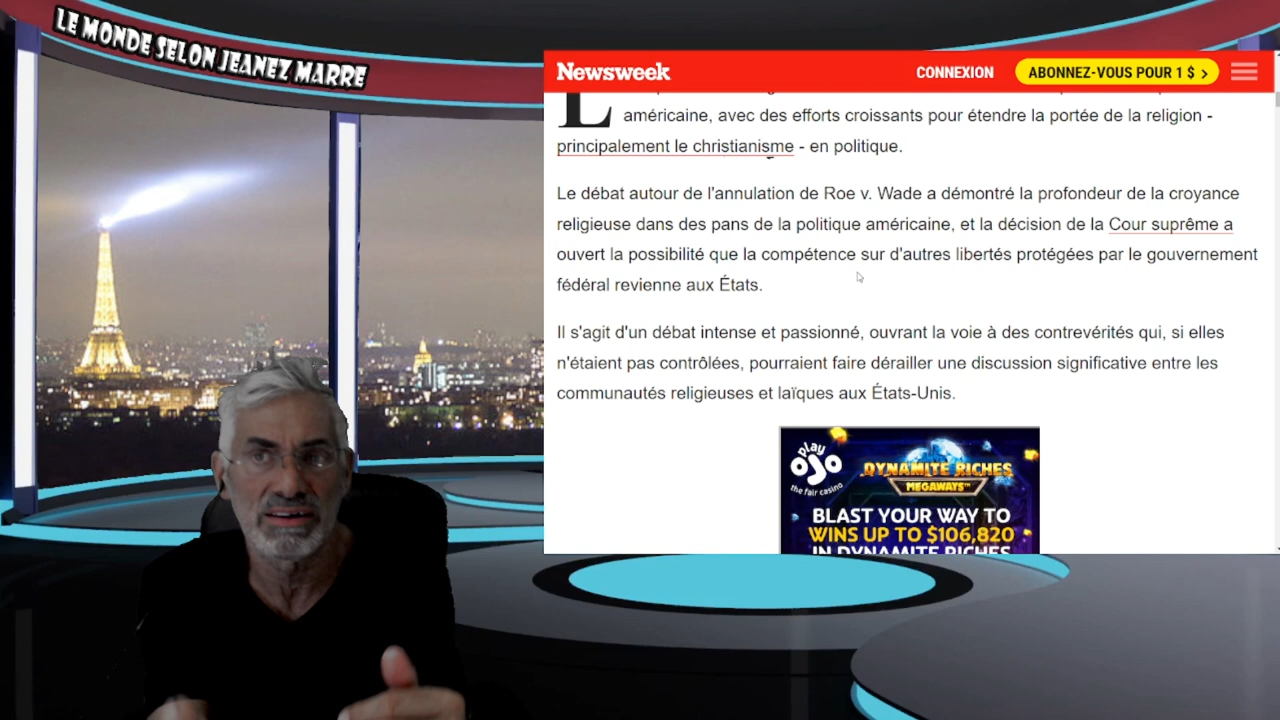 LE MONDE SELON JEANEZ MARRE
Newsweek
CONNEXION
ABONNEZ-VOUS POUR 1 $ >
L
américaine, avec des efforts croissants pour étendre la portée de la religion -
principalement le christianisme - en politique.
Le débat autour de l'annulation de Roe v. Wade a démontré la profondeur de la croyance
religieuse dans des pans de la politique américaine, et la décision de la Cour suprême a
ouvert la possibilité que la compétence sur d'autres libertés protégées par le gouvernement
fédéral revienne aux États.
Il s'agit d'un débat intense et passionné, ouvrant la voie à des contrevérités qui, si elles
n'étaient pas contrôlées, pourraient faire dérailler une discussion significative entre les
communautés religieuses et laïques aux États-Unis.
play
OJO
the fair casino
DYNAMITE RICHES
MEGAWAYS™
BLAST YOUR WAY TO
WINS UP TO $106,820
IN DYNAMITE RICHES